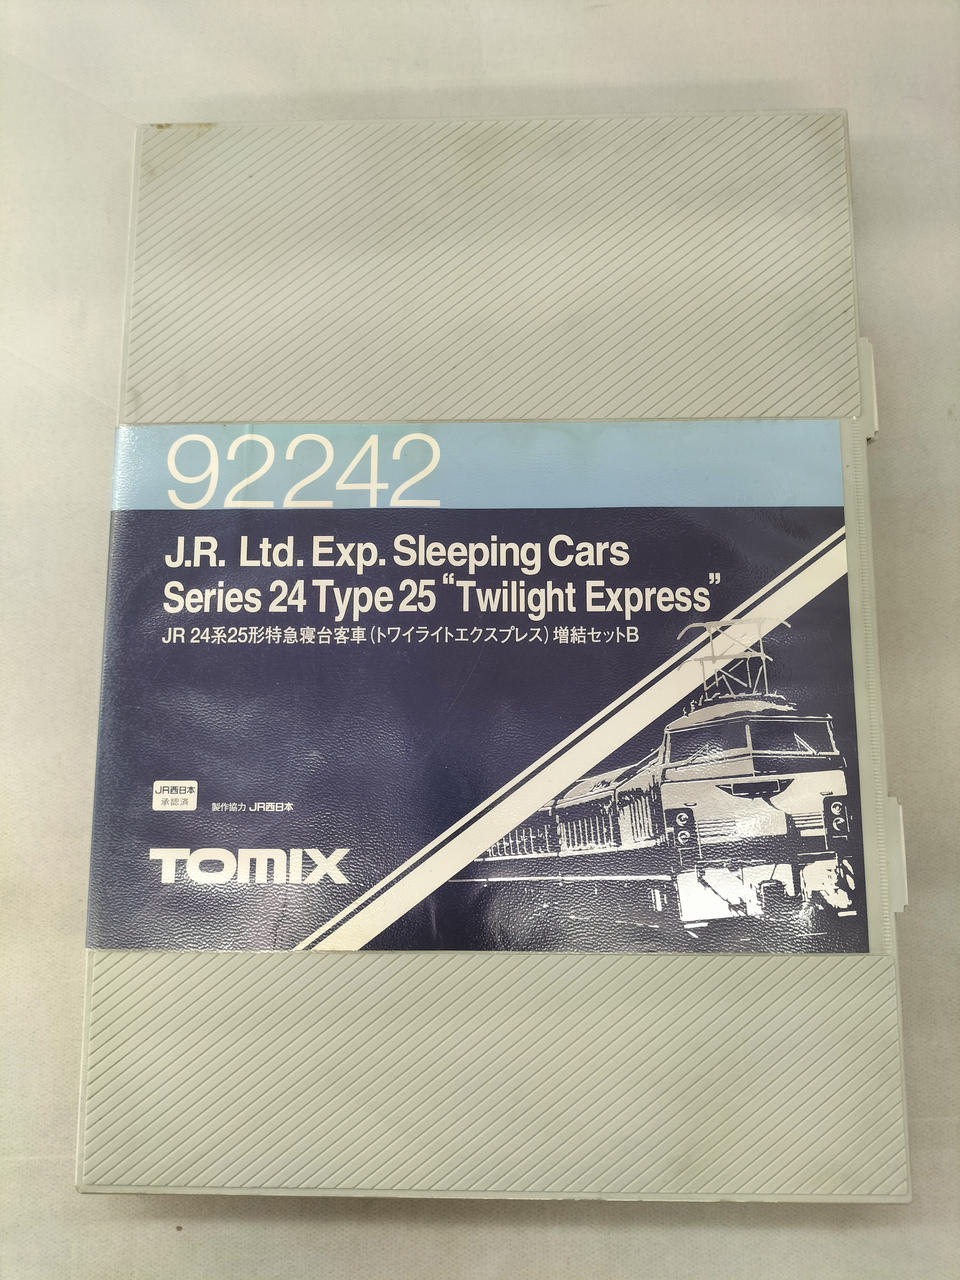 92242
J.R. Ltd. Exp. Sleeping Cars
Series 24 Type 25 “Twilight Express”
JR 24系25形特急寝台客車(トワイライトエクスプレス)増結セットB
JR西日本
承認済
製作協力 JR西日本
TOMIX